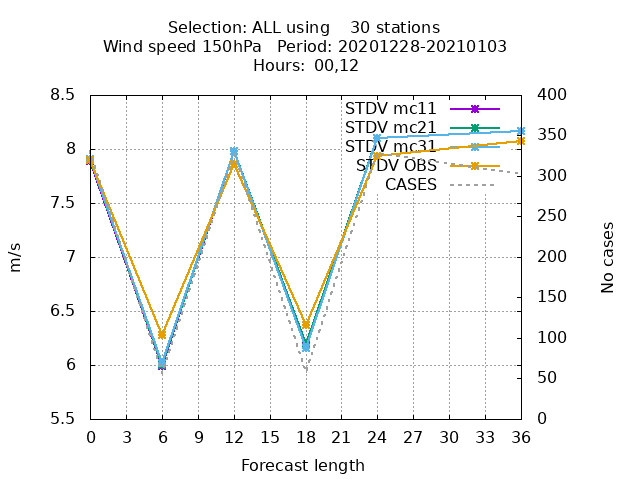 Selection: ALL using    30 stations
Wind speed 150hPa   Period: 20201228-20210103
Hours:  00,12
8.5
8
7.5
7
6.5
6
5.5
m/s
STDV mc11
STDV mc21
STDV mc31
STDV OBS
CASES
400
350
300
250
200
150
100
50
0
No cases
0 3 6 9 12 15 18 21 24 27 30 33 36
Forecast length